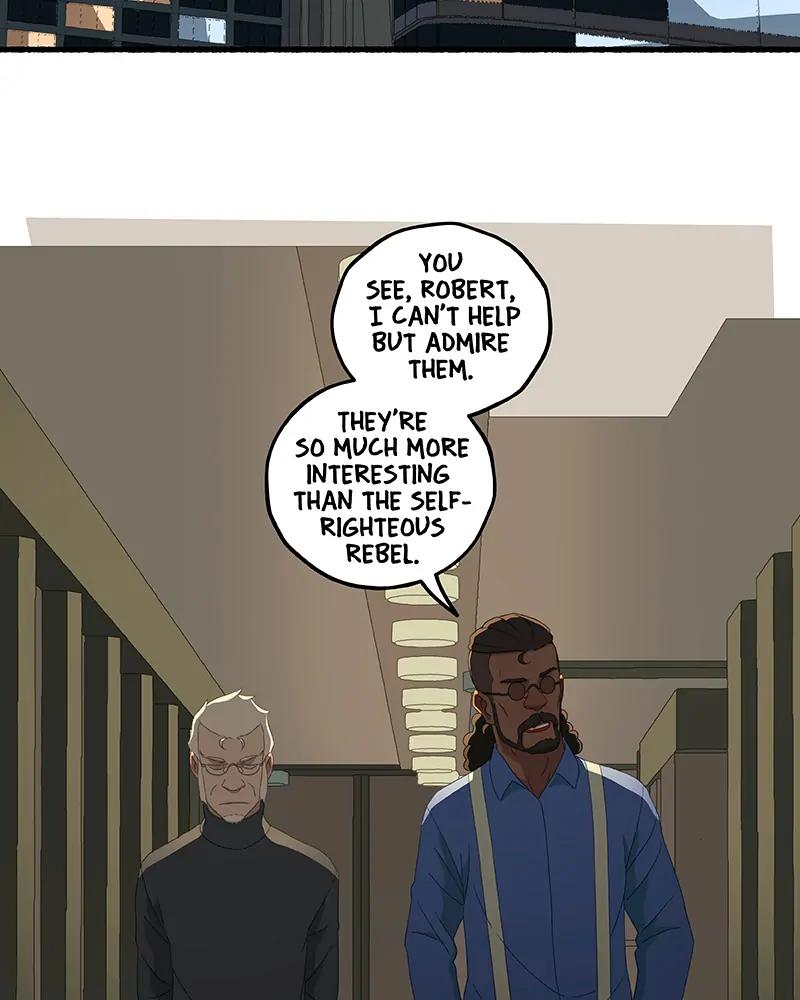 YOU
SEE, ROBERT,
I CAN'T HELP
BUT ADMIRE
THEM.
THEY'RE
SO MUCH MORE
INTERESTING
THAN THE SELF-
RIGHTEOUS
REBEL.